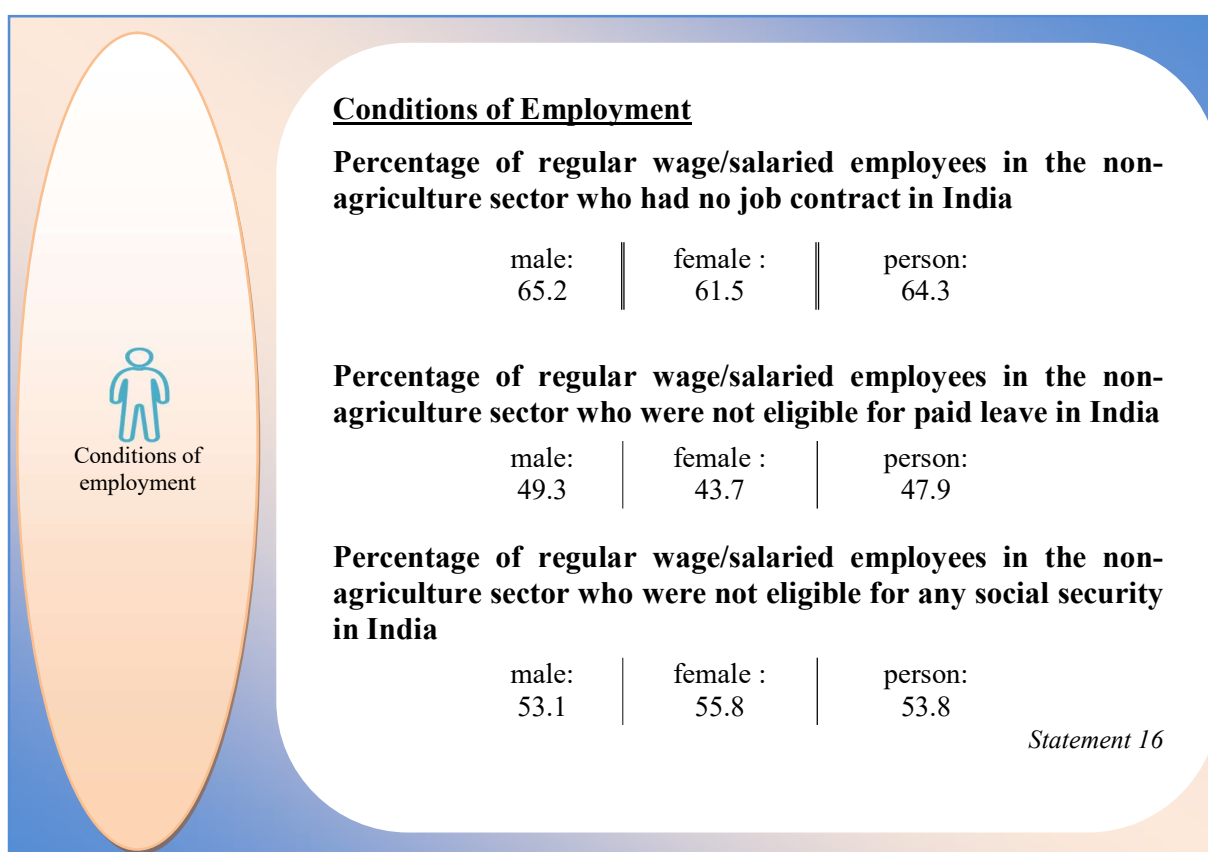 Conditions of Employment
Percentage of regular wage/salaried employees in the non-
agriculture sector who had no job contract in India
male: female : person:
65.2 61.5 64.3
Percentage of regular wage/salaried employees in the non-
agriculture sector who were not eligible for paid leave in India
male: female : person:
49.3 43.7 47.9
Conditions of
employment
Percentage of regular wage/salaried employees in the non-
agriculture sector who were not eligible for any social security
in India
male: female : person:
53.1 55.8 53.8
Statement 16